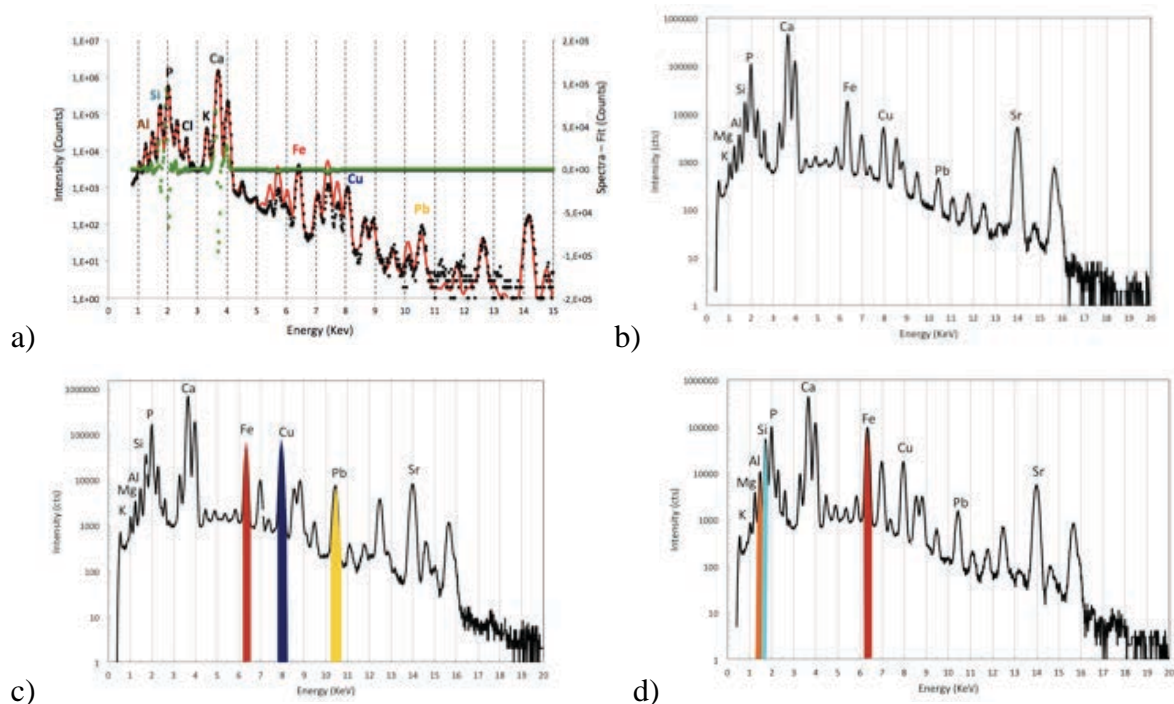 1,E+07
1,E+06
1,E+05
1,E+04
1,E+03
1,E+02
1,E+01
1,E+00
Intensity (Counts)
Al
Si
P
Cl
K
Ca
Fe
Cu
Pb
2,E+05
1,E+05
5,E+04
0,E+00
-5,E+04
-1,E+05
-2,E+05
Spectra – Fit (Counts)
0 1 2 3 4 5 6 7 8 9 10 11 12 13 14 15
Energy (Kev)
a)
1000000
100000
10000
1000
100
10
1
Intensity (cts)
K
Mg
Al
Si
P
Ca
Fe
Cu
Pb
Sr
0 1 2 3 4 5 6 7 8 9 10 11 12 13 14 15 16 17 18 19 20
Energy (KeV)
b)
1000000
100000
10000
1000
100
10
1
Intensity (cts)
K
Mg
Al
Si
P
Ca
Fe
Cu
Pb
Sr
0 1 2 3 4 5 6 7 8 9 10 11 12 13 14 15 16 17 18 19 20
Energy (KeV)
c)
1000000
100000
10000
1000
100
10
1
Intensity (cts)
K
Mg
Al
Si
P
Ca
Fe
Cu
Pb
Sr
0 1 2 3 4 5 6 7 8 9 10 11 12 13 14 15 16 17 18 19 20
Energy (KeV)
d)